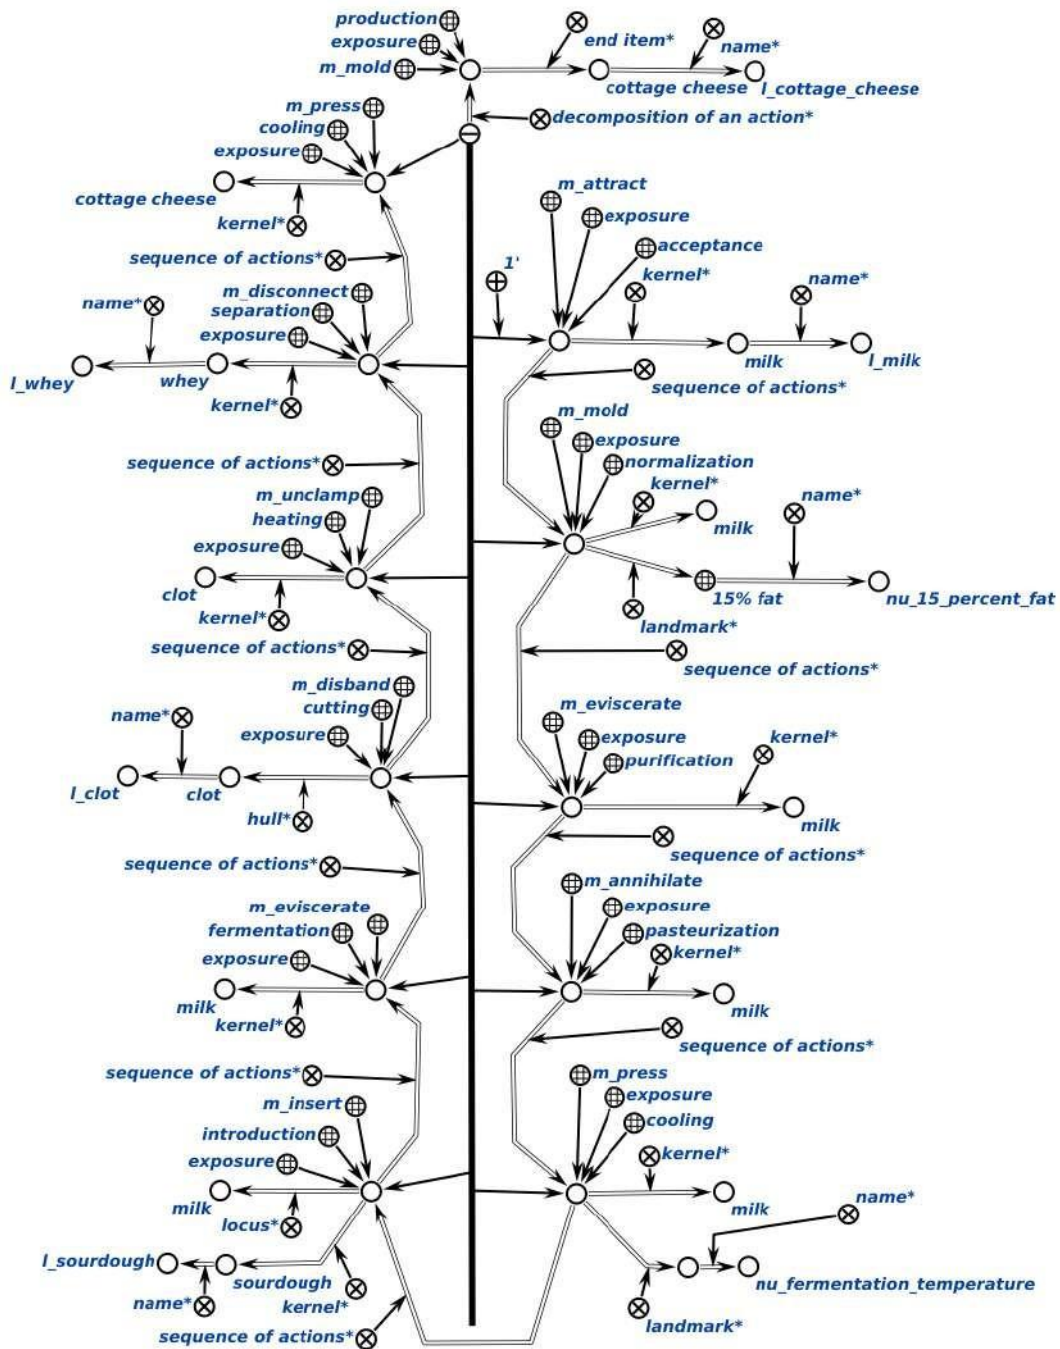 production
exposure
m_mold
end item*
name*
cottage cheese
I_cottage_cheese
decomposition of an action*
m_press
cooling
exposure
cottage cheese
kernel*
sequence of actions*
m_disconnect
separation
name*
exposure
I_whey
whey
kernel*
sequence of actions*
m_unclamp
heating
exposure
clot
kernel*
sequence of actions*
m_disband
cutting
name*
exposure
I_clot
clot
hull*
sequence of actions*
m_eviscerate
fermentation
exposure
milk
kernel*
sequence of actions*
m_insert
introduction
exposure
milk
locus*
I_sourdough
sourdough
name*
kernel*
sequence of actions*
m_attract
exposure
acceptance
1'
kernel*
name*
milk
I_milk
sequence of actions*
m_mold
exposure
normalization
kernel*
name*
milk
15% fat
nu_15_percent_fat
landmark*
sequence of actions*
m_eviscerate
exposure
purification
kernel*
milk
sequence of actions*
m_annihilate
exposure
pasteurization
kernel*
milk
sequence of actions*
m_press
exposure
cooling
kernel*
milk
name*
nu_fermentation_temperature
landmark*